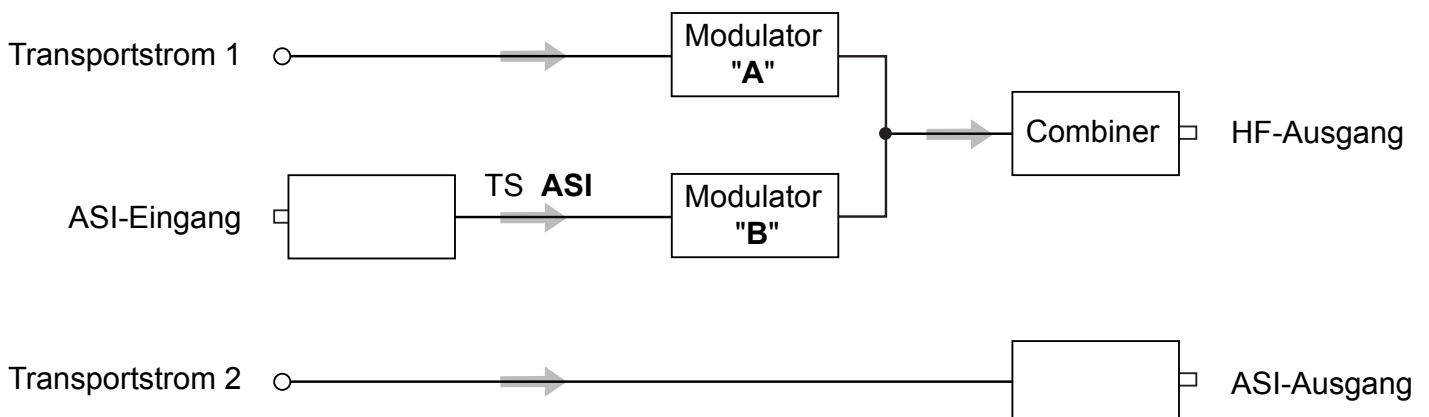 Transportstrom 1
Modulator
"A"
Combiner
HF-Ausgang
ASI-Eingang
TS ASI
Modulator
"B"
Transportstrom 2
ASI-Ausgang